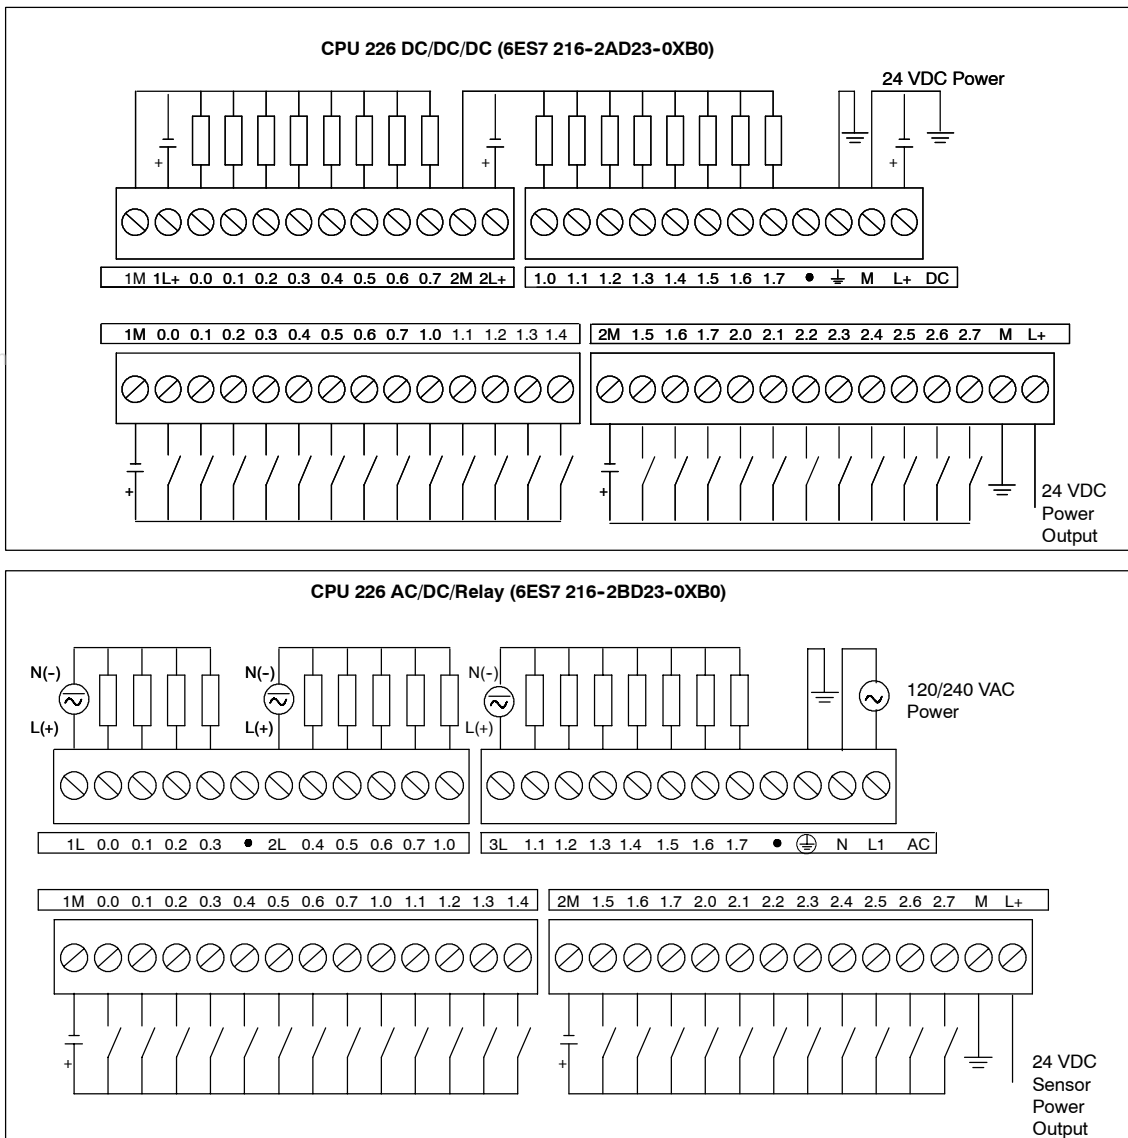 CPU 226 DC/DC/DC (6ES7 216-2AD23-0XB0)
24 VDC Power
+ + +
1M 1L+ 0.0 0.1 0.2 0.3 0.4 0.5 0.6 0.7 2M 2L+ 1.0 1.1 1.2 1.3 1.4 1.5 1.6 1.7 • M L+ DC
1M 0.0 0.1 0.2 0.3 0.4 0.5 0.6 0.7 1.0 1.1 1.2 1.3 1.4 2M 1.5 1.6 1.7 2.0 2.1 2.2 2.3 2.4 2.5 2.6 2.7 M L+
+ +
24 VDC
Power
Output
CPU 226 AC/DC/Relay (6ES7 216-2BD23-0XB0)
N(-) N(-) N(-)
120/240 VAC
Power
L(+) L(+) L(+)
1L 0.0 0.1 0.2 0.3 • 2L 0.4 0.5 0.6 0.7 1.0 3L 1.1 1.2 1.3 1.4 1.5 1.6 1.7 • N L1 AC
1M 0.0 0.1 0.2 0.3 0.4 0.5 0.6 0.7 1.0 1.1 1.2 1.3 1.4 2M 1.5 1.6 1.7 2.0 2.1 2.2 2.3 2.4 2.5 2.6 2.7 M L+
+ +
24 VDC
Sensor
Power
Output